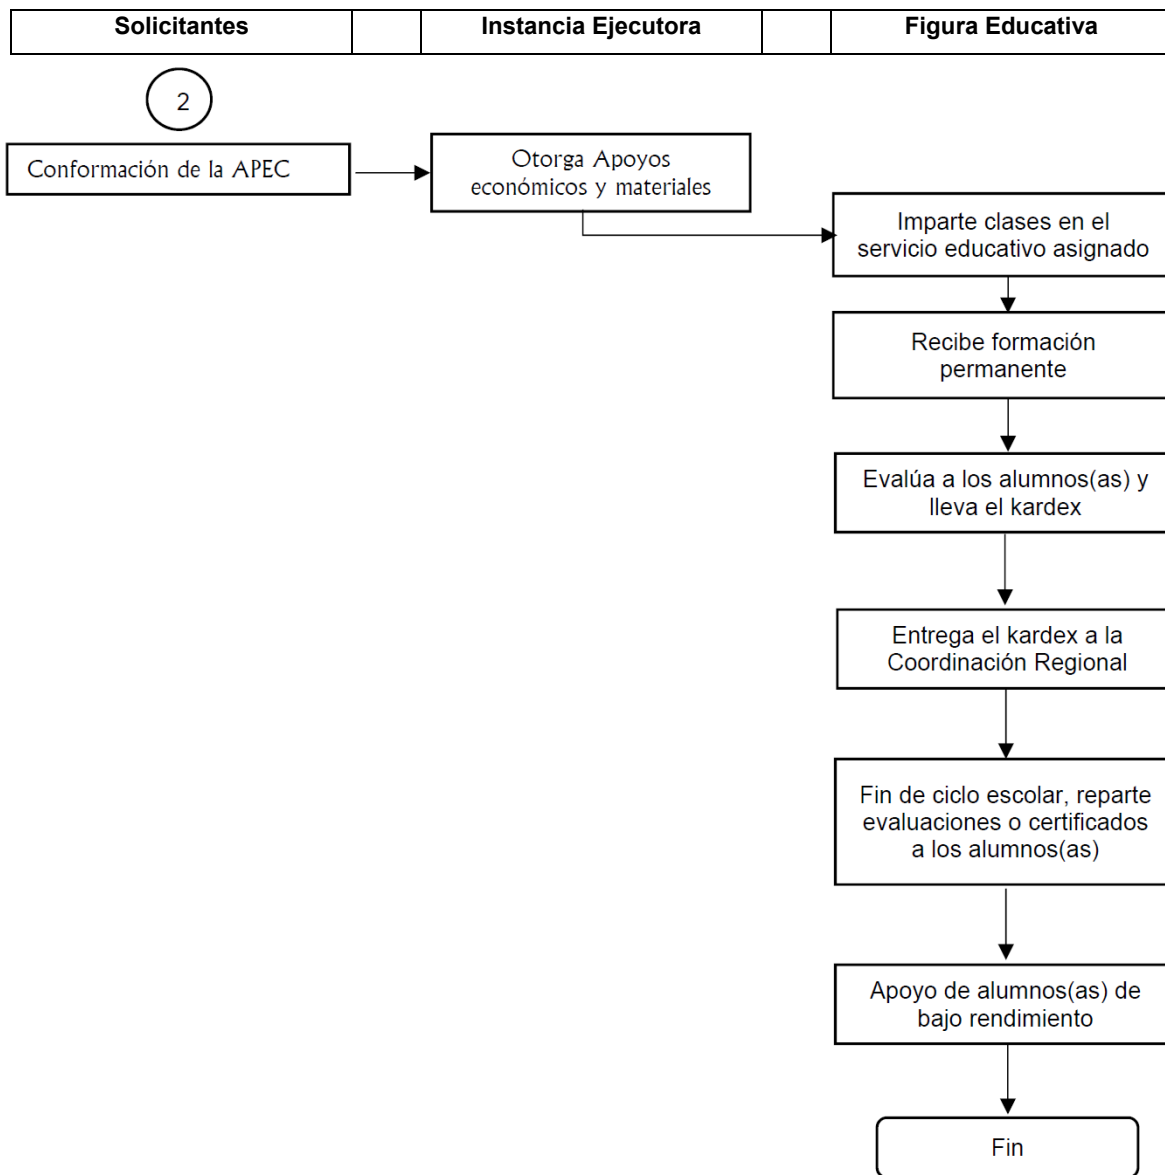 Solicitantes
Instancia Ejecutora
Figura Educativa
2
Conformación de la APEC
Otorga Apoyos
económicos y materiales
Imparte clases en el
servicio educativo asignado
Recibe formación
permanente
Evalúa a los alumnos(as) y
lleva el kardex
Entrega el kardex a la
Coordinación Regional
Fin de ciclo escolar, reparte
evaluaciones o certificados
a los alumnos(as)
Apoyo de alumnos(as) de
bajo rendimiento
Fin